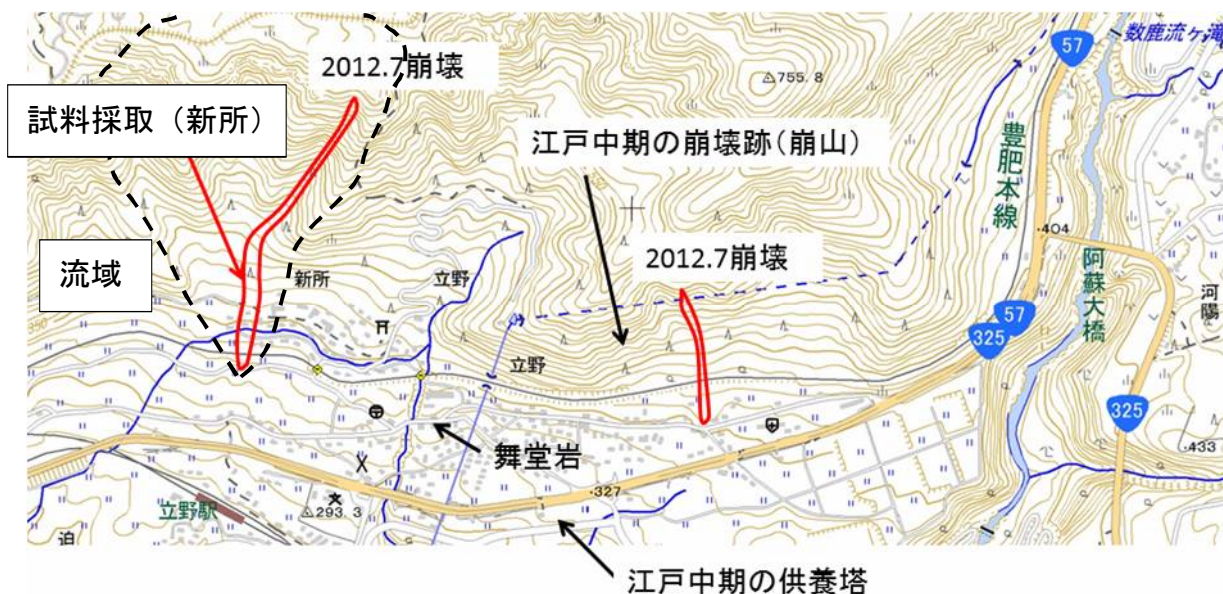 数鹿流ヶ滝
57
2012.7崩壊
755.8
試料採取（新所）
江戸中期の崩壊跡(崩山)
豊肥本線
404
阿蘇大橋
流域
新所
立野
2012.7崩壊
河陽
350
57
325
立野
325
舞堂岩
433
327
文
立野駅
293.3
迫
江戸中期の供養塔